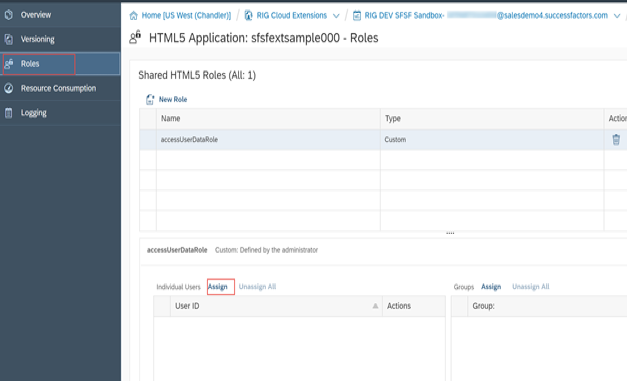 Overview
Versioning
Roles
Resource Consumption
Logging
Home [US West (Chandler)] / RIG Cloud Extensions / RIG DEV SFSF Sandbox- @salesdemo4.successfactors.com
HTML5 Application: sfsfextsample000 - Roles
Shared HTML5 Roles (All: 1)
New Role
Name Type Action
accessUserDataRole Custom
accessUserDataRole Custom: Defined by the administrator
Individual Users Assign Unassign All Groups Assign Unassign All
User ID Actions Group: